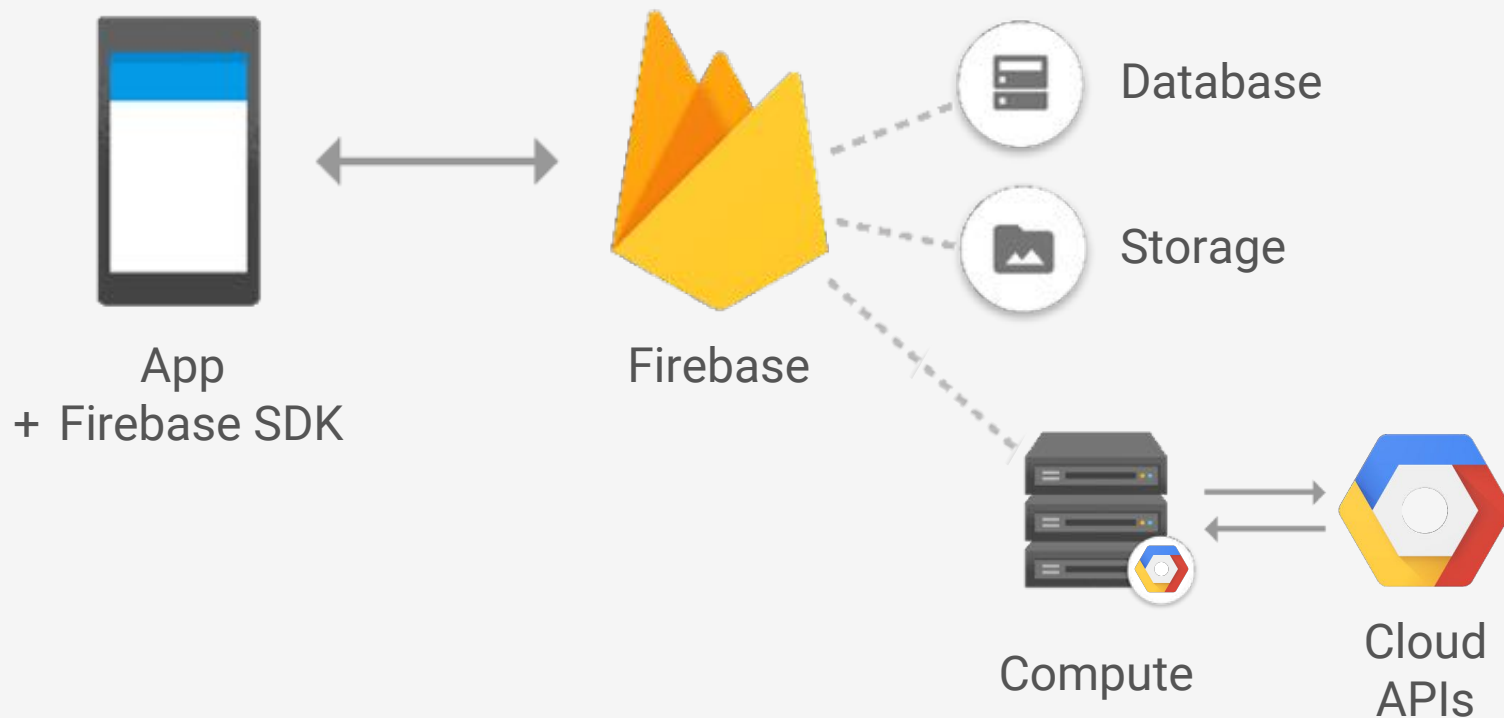 Database
Storage
App
+ Firebase SDK
Firebase
Compute
Cloud
APIs